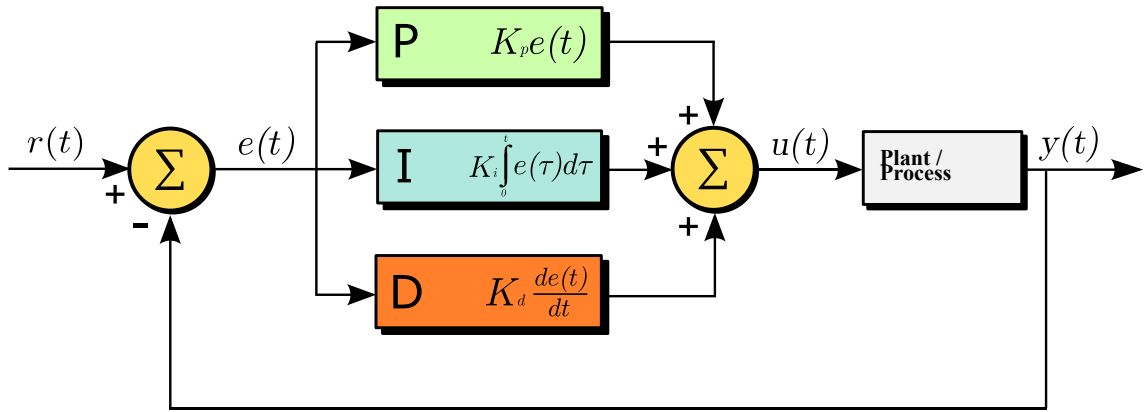 r(t)
+
-
Σ
e(t)
P K_p e(t)
I K_i ∫_0^t e(τ)dτ
D K_d de(t)/dt
+
+
+
Σ
u(t)
Plant /
Process
y(t)